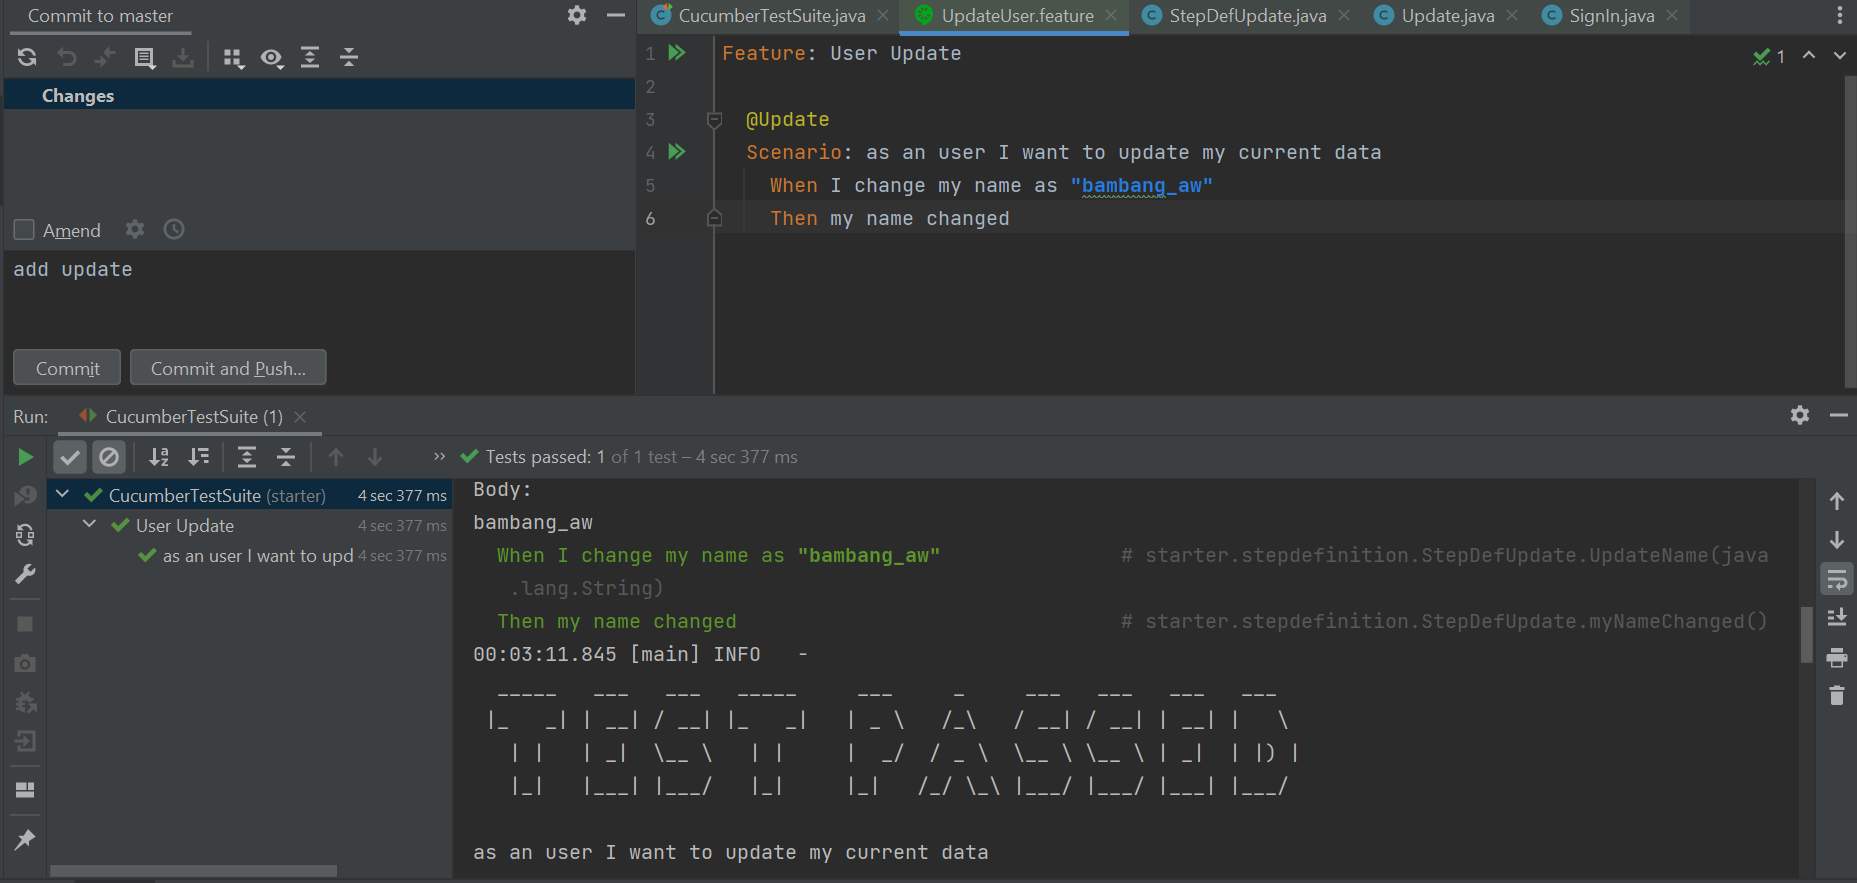 Commit to master
Changes
Amend
add update
Commit
Commit and Push...
CucumberTestSuite.java
UpdateUser.feature
StepDefUpdate.java
Update.java
SignIn.java
1 Feature: User Update
2
3 @Update
4 Scenario: as an user I want to update my current data
5 When I change my name as "bambang_aw"
6 Then my name changed
1
Run: CucumberTestSuite (1)
Tests passed: 1 of 1 test – 4 sec 377 ms
CucumberTestSuite (starter) 4 sec 377 ms
User Update 4 sec 377 ms
as an user I want to upd 4 sec 377 ms
Body:
bambang_aw
When I change my name as "bambang_aw" # starter.stepdefinition.StepDefUpdate.UpdateName(java
.lang.String)
Then my name changed # starter.stepdefinition.StepDefUpdate.myNameChanged()
00:03:11.845 [main] INFO -
TEST PASSED
as an user I want to update my current data